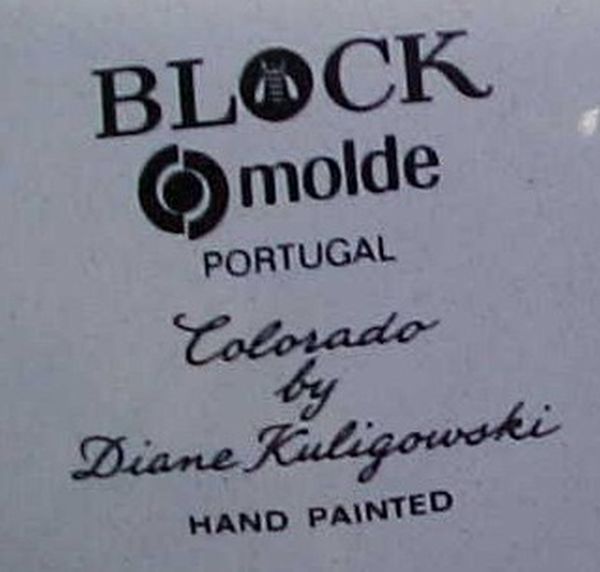 BLOCK
molde
PORTUGAL
Colorado
by
Diane Kuligowski
HAND PAINTED